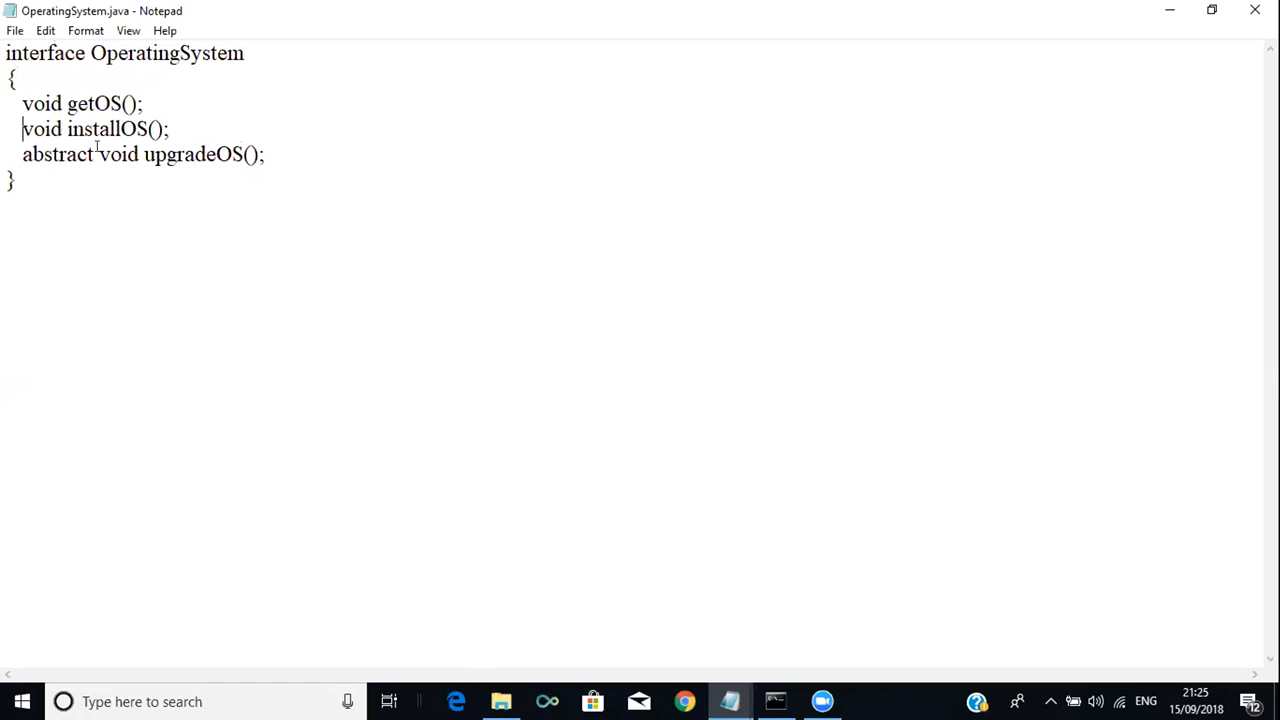 OperatingSystem.java - Notepad
File Edit Format View Help
interface OperatingSystem
{
void getOS();
void installOS();
abstract void upgradeOS();
}
Type here to search
ENG
21:25
15/09/2018
12